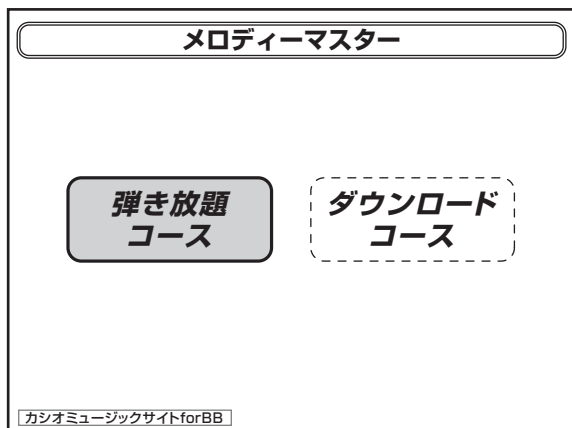 メロディーマスター
弾き放題
コース
ダウンロード
コース
カシオミュージックサイトforBB